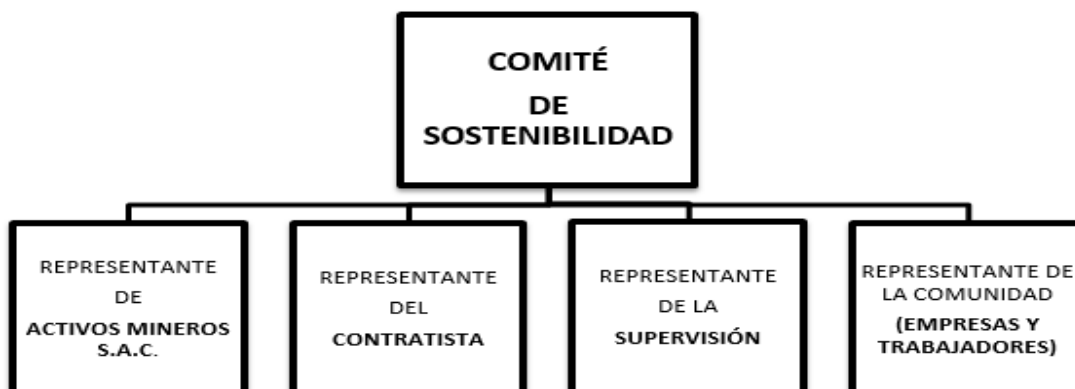 COMITÉ
DE
SOSTENIBILIDAD
REPRESENTANTE
DE
ACTIVOS MINEROS
S.A.C.
REPRESENTANTE
DEL
CONTRATISTA
REPRESENTANTE
DE LA
SUPERVISIÓN
REPRESENTANTE DE
LA COMUNIDAD
(EMPRESAS Y
TRABAJADORES)